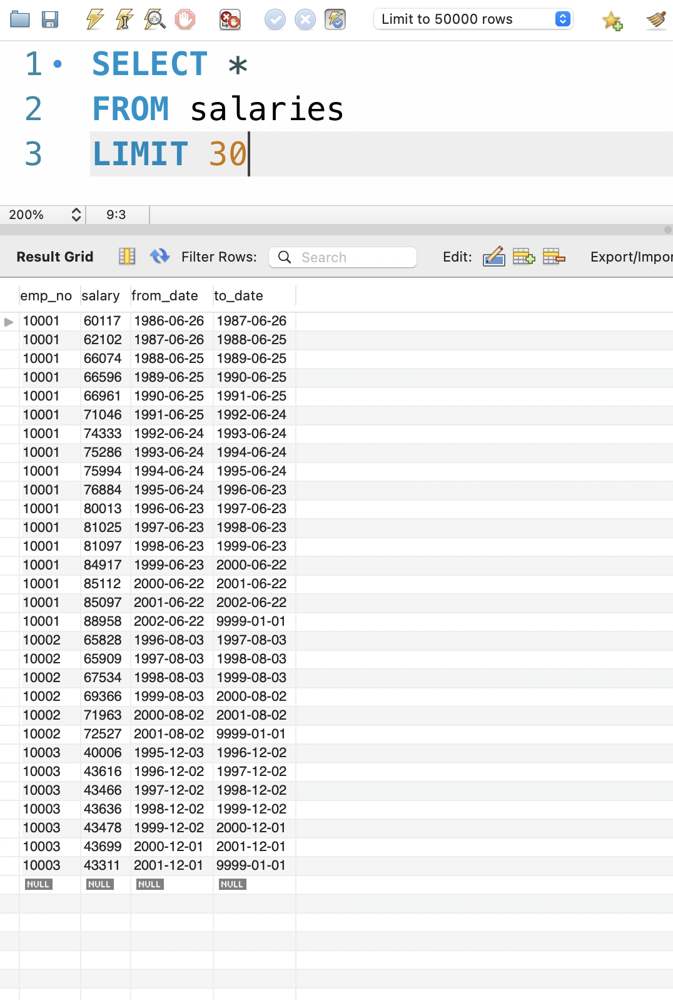 Limit to 50000 rows
1 SELECT *
2 FROM salaries
3 LIMIT 30
200% 9:3
Result Grid Filter Rows: Search Edit: Export/Impor
emp_no salary from_date to_date
10001 60117 1986-06-26 1987-06-26
10001 62102 1987-06-26 1988-06-25
10001 66074 1988-06-25 1989-06-25
10001 66596 1989-06-25 1990-06-25
10001 66961 1990-06-25 1991-06-25
10001 71046 1991-06-25 1992-06-24
10001 74333 1992-06-24 1993-06-24
10001 75286 1993-06-24 1994-06-24
10001 75994 1994-06-24 1995-06-24
10001 76884 1995-06-24 1996-06-23
10001 80013 1996-06-23 1997-06-23
10001 81025 1997-06-23 1998-06-23
10001 81097 1998-06-23 1999-06-23
10001 84917 1999-06-23 2000-06-22
10001 85112 2000-06-22 2001-06-22
10001 85097 2001-06-22 2002-06-22
10001 88958 2002-06-22 9999-01-01
10002 65828 1996-08-03 1997-08-03
10002 65909 1997-08-03 1998-08-03
10002 67534 1998-08-03 1999-08-03
10002 69366 1999-08-03 2000-08-02
10002 71963 2000-08-02 2001-08-02
10002 72527 2001-08-02 9999-01-01
10003 40006 1995-12-03 1996-12-02
10003 43616 1996-12-02 1997-12-02
10003 43466 1997-12-02 1998-12-02
10003 43636 1998-12-02 1999-12-02
10003 43478 1999-12-02 2000-12-01
10003 43699 2000-12-01 2001-12-01
10003 43311 2001-12-01 9999-01-01
NULL NULL NULL NULL